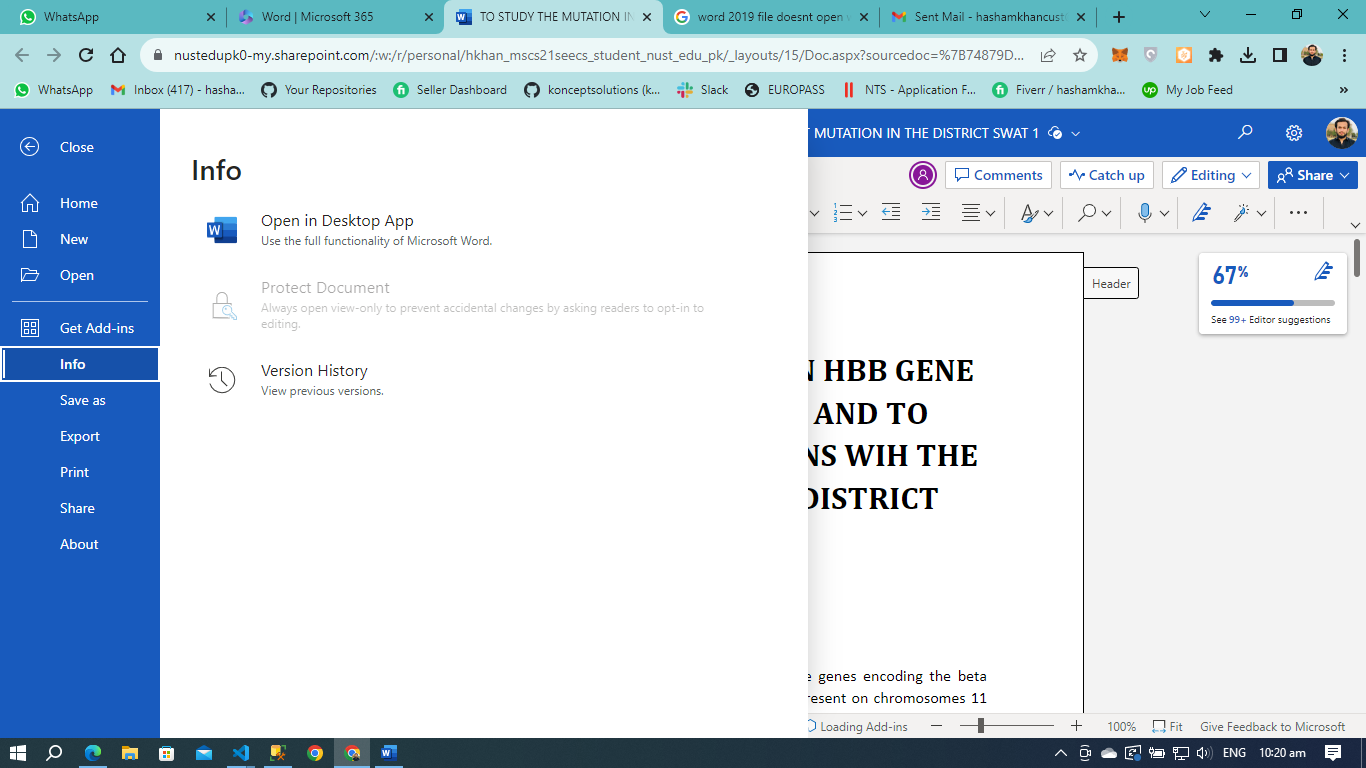 WhatsApp
Word | Microsoft 365
TO STUDY THE MUTATION IN
word 2019 file doesnt open
Sent Mail - hashamkhancust
nustedupk0-my.sharepoint.com/:w:/r/personal/hkhan_mscs21seecs_student_nust_edu_pk/_layouts/15/Doc.aspx?sourcedoc=%7B74879D...
WhatsApp
Inbox (417) - hasha...
Your Repositories
Seller Dashboard
konceptsolutions (k...
Slack
EUROPASS
NTS - Application F...
Fiverr / hashamkha...
My Job Feed
»
Close
Home
New
Open
Get Add-ins
Info
Save as
Export
Print
Share
About
Info
Open in Desktop App
Use the full functionality of Microsoft Word.
Protect Document
Always open view-only to prevent accidental changes by asking readers to opt-in to
editing.
Version History
View previous versions.
MUTATION IN THE DISTRICT SWAT 1
Comments
Catch up
Editing
Share
Header
67%
See 99+ Editor suggestions
HBB GENE
AND TO
WIH THE
DISTRICT
genes encoding the beta
resent on chromosomes 11
Loading Add-ins
100%
Fit
Give Feedback to Microsoft
ENG
10:20 am